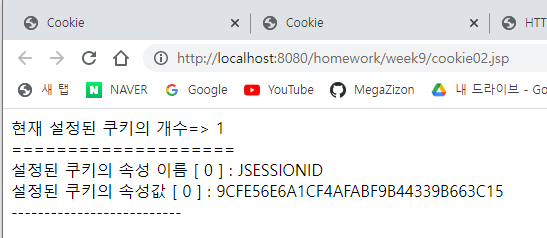 Cookie
Cookie
HTT
http://localhost:8080/homework/week9/cookie02.jsp
새 탭
NAVER
Google
YouTube
MegaZizon
내 드라이브 - Go
현재 설정된 쿠키의 개수=> 1
====================
설정된 쿠키의 속성 이름 [ 0 ] : JSESSIONID
설정된 쿠키의 속성값 [ 0 ] : 9CFE56E6A1CF4AFABF9B44339B663C15
--------------------------